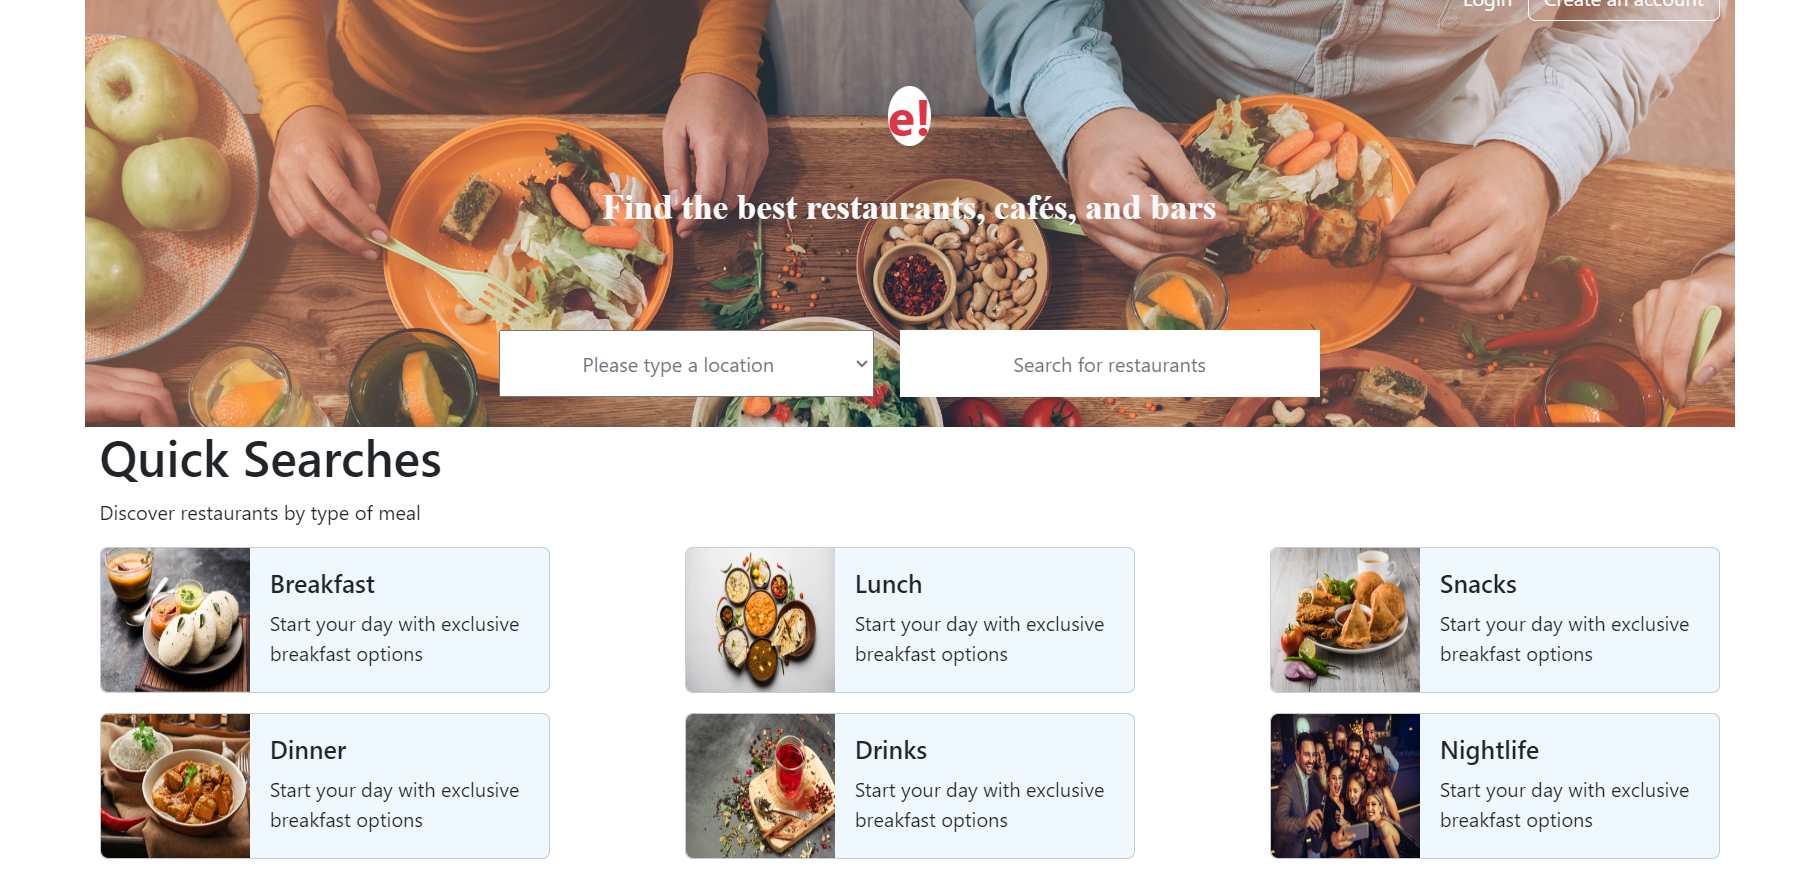 Login Create an account
e!
Find the best restaurants, cafés, and bars
Please type a location
Search for restaurants
Quick Searches
Discover restaurants by type of meal
Breakfast
Start your day with exclusive
breakfast options
Lunch
Start your day with exclusive
breakfast options
Snacks
Start your day with exclusive
breakfast options
Dinner
Start your day with exclusive
breakfast options
Drinks
Start your day with exclusive
breakfast options
Nightlife
Start your day with exclusive
breakfast options